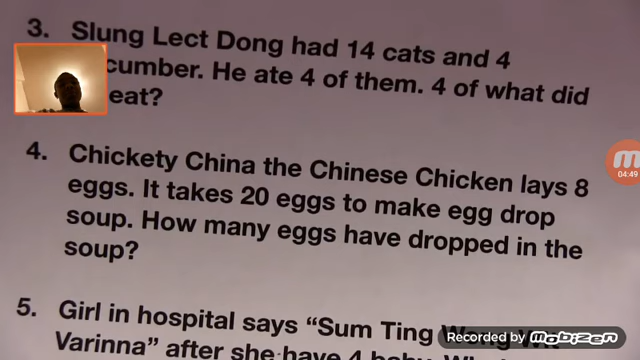 3. Slung Lect Dong had 14 cats and 4
cumber. He ate 4 of them. 4 of what did
eat?
4. Chickety China the Chinese Chicken lays 8
eggs. It takes 20 eggs to make egg drop
soup. How many eggs have dropped in the
soup?
5. Girl in hospital says “Sum Ting
Varinna” after she have 4
04:49
Recorded by Mobizen